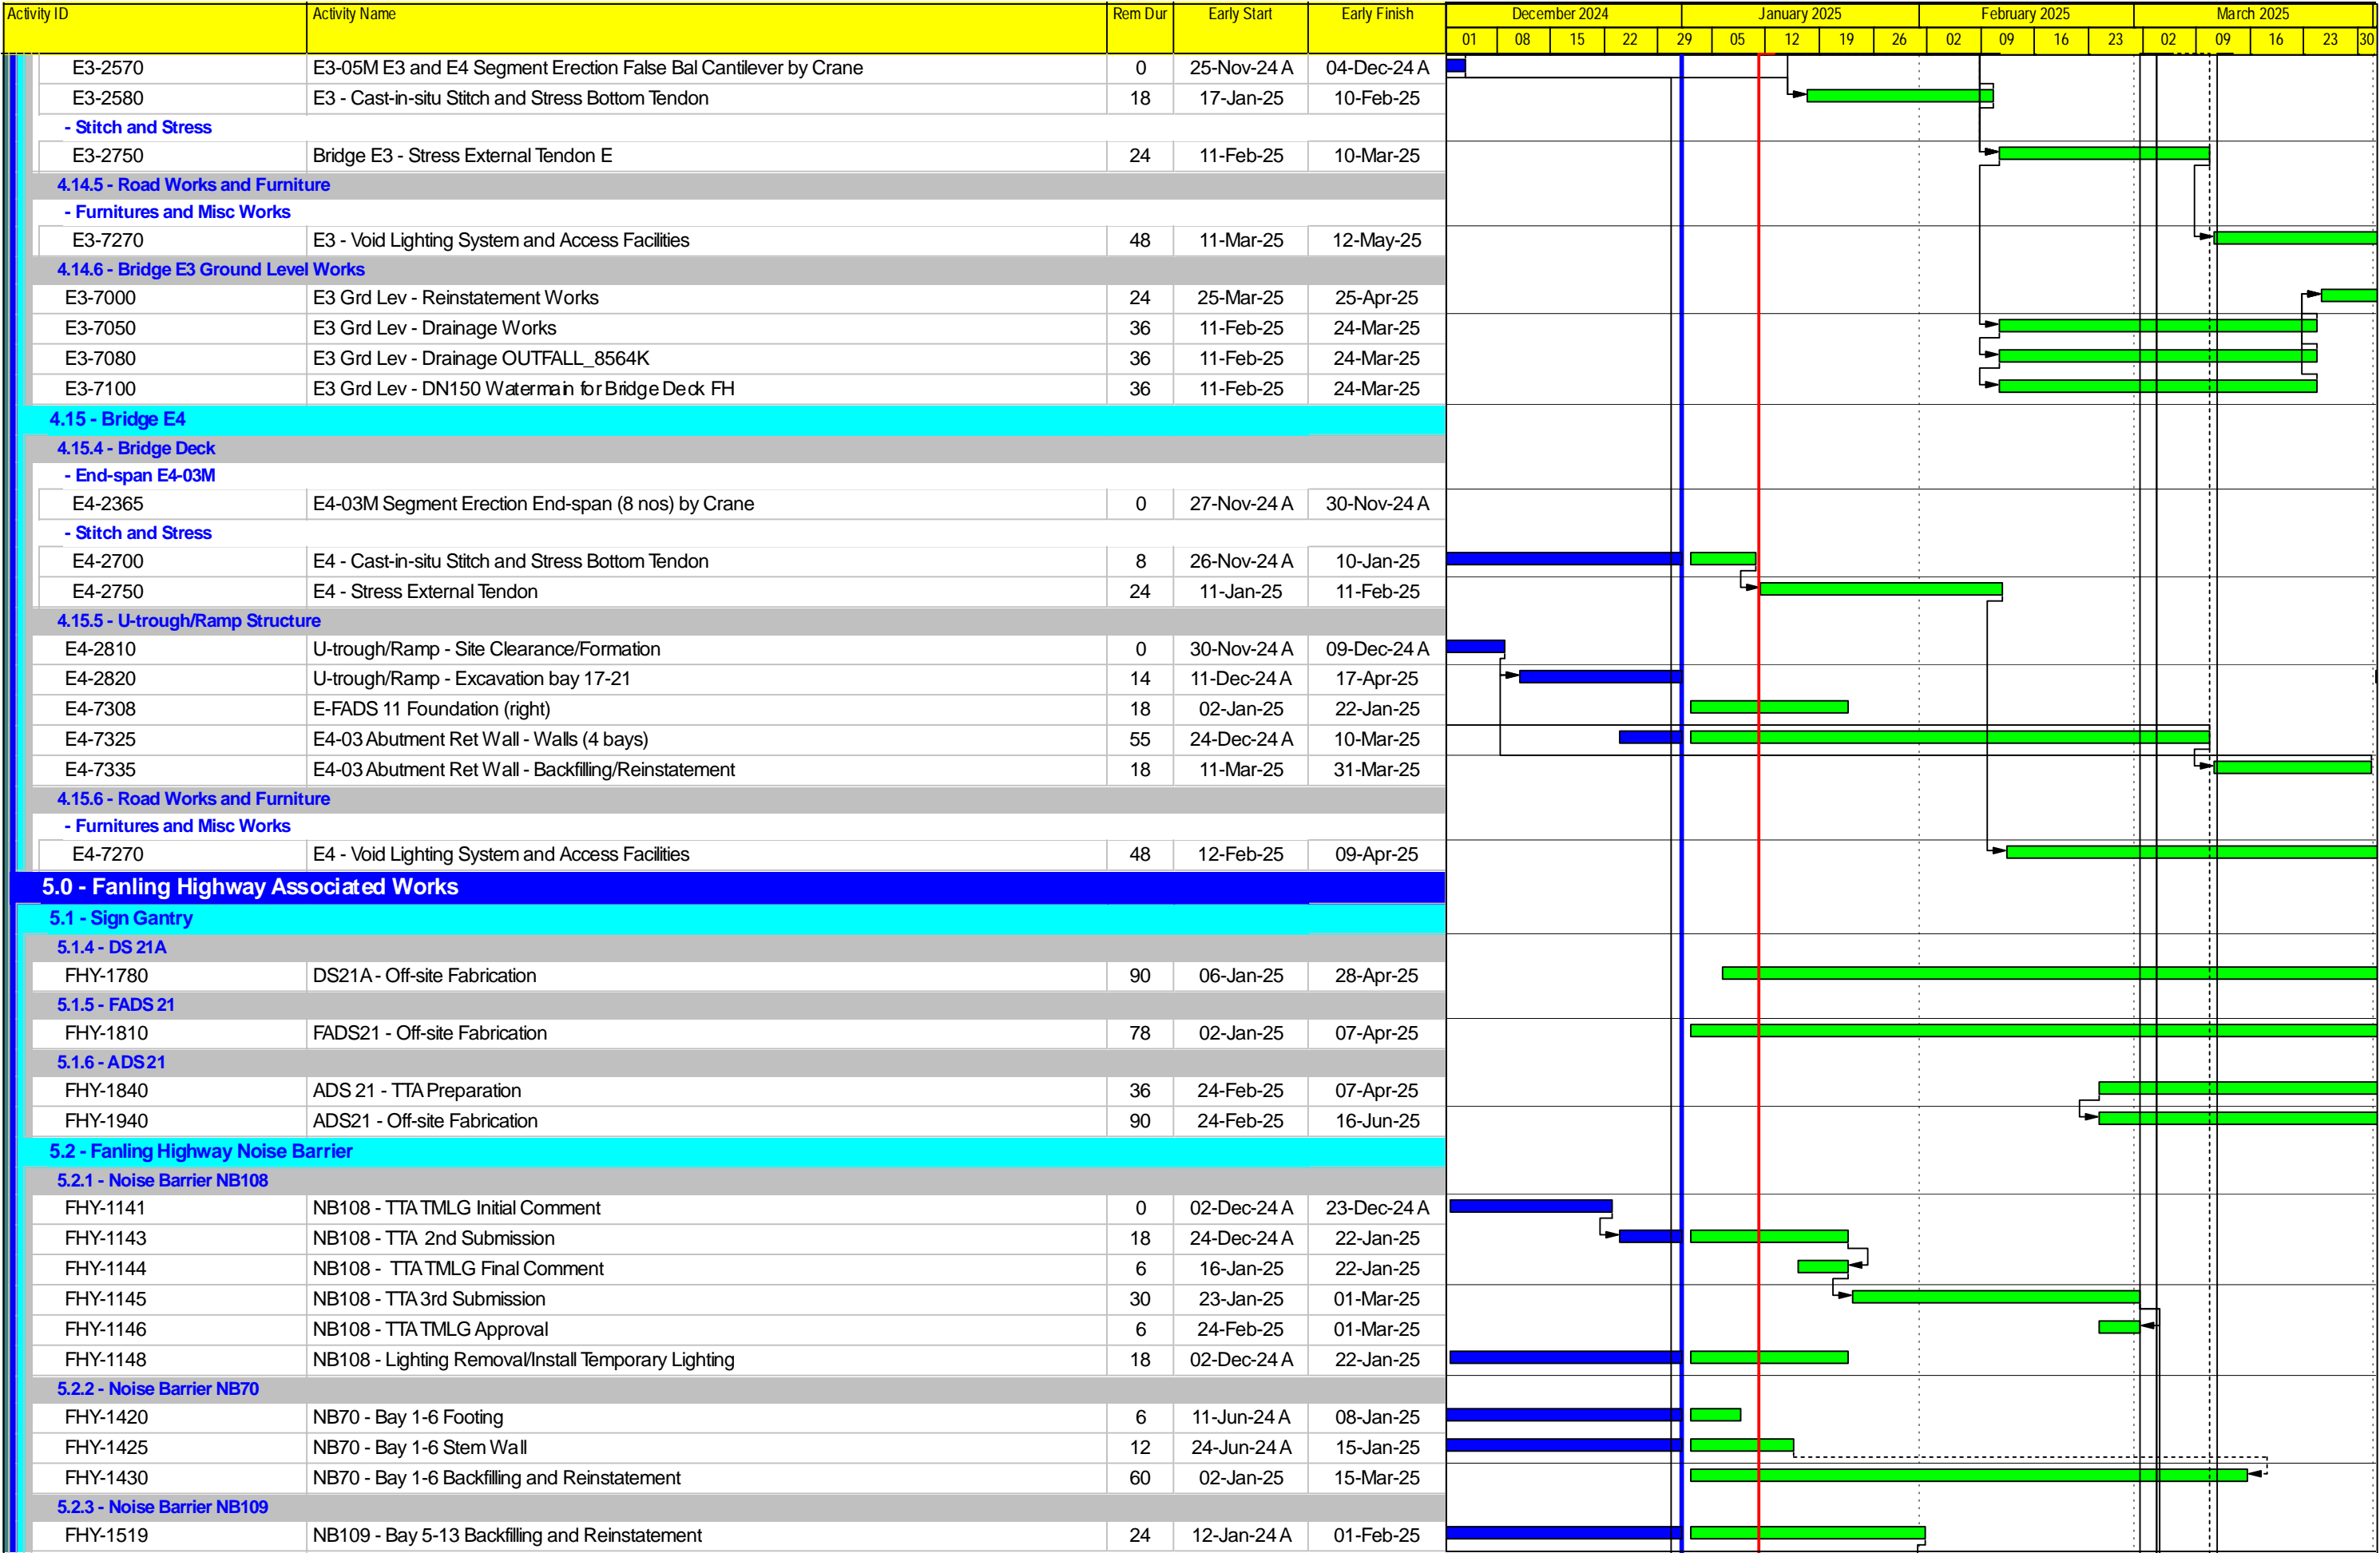 Activity ID Activity Name Rem Dur Early Start Early Finish December 2024 January 2025 February 2025 March 2025
01 08 15 22 29 05 12 19 26 02 09 16 23 02 09 16 23 30
E3-2570 E3-05M E3 and E4 Segment Erection False Bal Cantilever by Crane 0 25-Nov-24 A 04-Dec-24 A
E3-2580 E3 - Cast-in-situ Stitch and Stress Bottom Tendon 18 17-Jan-25 10-Feb-25
- Stitch and Stress
E3-2750 Bridge E3 - Stress External Tendon E 24 11-Feb-25 10-Mar-25
4.14.5 - Road Works and Furniture
- Furnitures and Misc Works
E3-7270 E3 - Void Lighting System and Access Facilities 48 11-Mar-25 12-May-25
4.14.6 - Bridge E3 Ground Level Works
E3-7000 E3 Grd Lev - Reinstatement Works 24 25-Mar-25 25-Apr-25
E3-7050 E3 Grd Lev - Drainage Works 36 11-Feb-25 24-Mar-25
E3-7080 E3 Grd Lev - Drainage OUTFALL_8564K 36 11-Feb-25 24-Mar-25
E3-7100 E3 Grd Lev - DN150 Watermain for Bridge Deck FH 36 11-Feb-25 24-Mar-25
4.15 - Bridge E4
4.15.4 - Bridge Deck
- End-span E4-03M
E4-2365 E4-03M Segment Erection End-span (8 nos) by Crane 0 27-Nov-24 A 30-Nov-24 A
- Stitch and Stress
E4-2700 E4 - Cast-in-situ Stitch and Stress Bottom Tendon 8 26-Nov-24 A 10-Jan-25
E4-2750 E4 - Stress External Tendon 24 11-Jan-25 11-Feb-25
4.15.5 - U-trough/Ramp Structure
E4-2810 U-trough/Ramp - Site Clearance/Formation 0 30-Nov-24 A 09-Dec-24 A
E4-2820 U-trough/Ramp - Excavation bay 17-21 14 11-Dec-24 A 17-Apr-25
E4-7308 E-FADS 11 Foundation (right) 18 02-Jan-25 22-Jan-25
E4-7325 E4-03 Abutment Ret Wall - Walls (4 bays) 55 24-Dec-24 A 10-Mar-25
E4-7335 E4-03 Abutment Ret Wall - Backfilling/Reinstatement 18 11-Mar-25 31-Mar-25
4.15.6 - Road Works and Furniture
- Furnitures and Misc Works
E4-7270 E4 - Void Lighting System and Access Facilities 48 12-Feb-25 09-Apr-25
5.0 - Fanling Highway Associated Works
5.1 - Sign Gantry
5.1.4 - DS 21A
FHY-1780 DS21A - Off-site Fabrication 90 06-Jan-25 28-Apr-25
5.1.5 - FADS 21
FHY-1810 FADS21 - Off-site Fabrication 78 02-Jan-25 07-Apr-25
5.1.6 - ADS21
FHY-1840 ADS 21 - TTA Preparation 36 24-Feb-25 07-Apr-25
FHY-1940 ADS21 - Off-site Fabrication 90 24-Feb-25 16-Jun-25
5.2 - Fanling Highway Noise Barrier
5.2.1 - Noise Barrier NB108
FHY-1141 NB108 - TTA TMLG Initial Comment 0 02-Dec-24 A 23-Dec-24 A
FHY-1143 NB108 - TTA 2nd Submission 18 24-Dec-24 A 22-Jan-25
FHY-1144 NB108 - TTA TMLG Final Comment 6 16-Jan-25 22-Jan-25
FHY-1145 NB108 - TTA 3rd Submission 30 23-Jan-25 01-Mar-25
FHY-1146 NB108 - TTA TMLG Approval 6 24-Feb-25 01-Mar-25
FHY-1148 NB108 - Lighting Removal/Install Temporary Lighting 18 02-Dec-24 A 22-Jan-25
5.2.2 - Noise Barrier NB70
FHY-1420 NB70 - Bay 1-6 Footing 6 11-Jun-24 A 08-Jan-25
FHY-1425 NB70 - Bay 1-6 Stem Wall 12 24-Jun-24 A 15-Jan-25
FHY-1430 NB70 - Bay 1-6 Backfilling and Reinstatement 60 02-Jan-25 15-Mar-25
5.2.3 - Noise Barrier NB109
FHY-1519 NB109 - Bay 5-13 Backfilling and Reinstatement 24 12-Jan-24 A 01-Feb-25